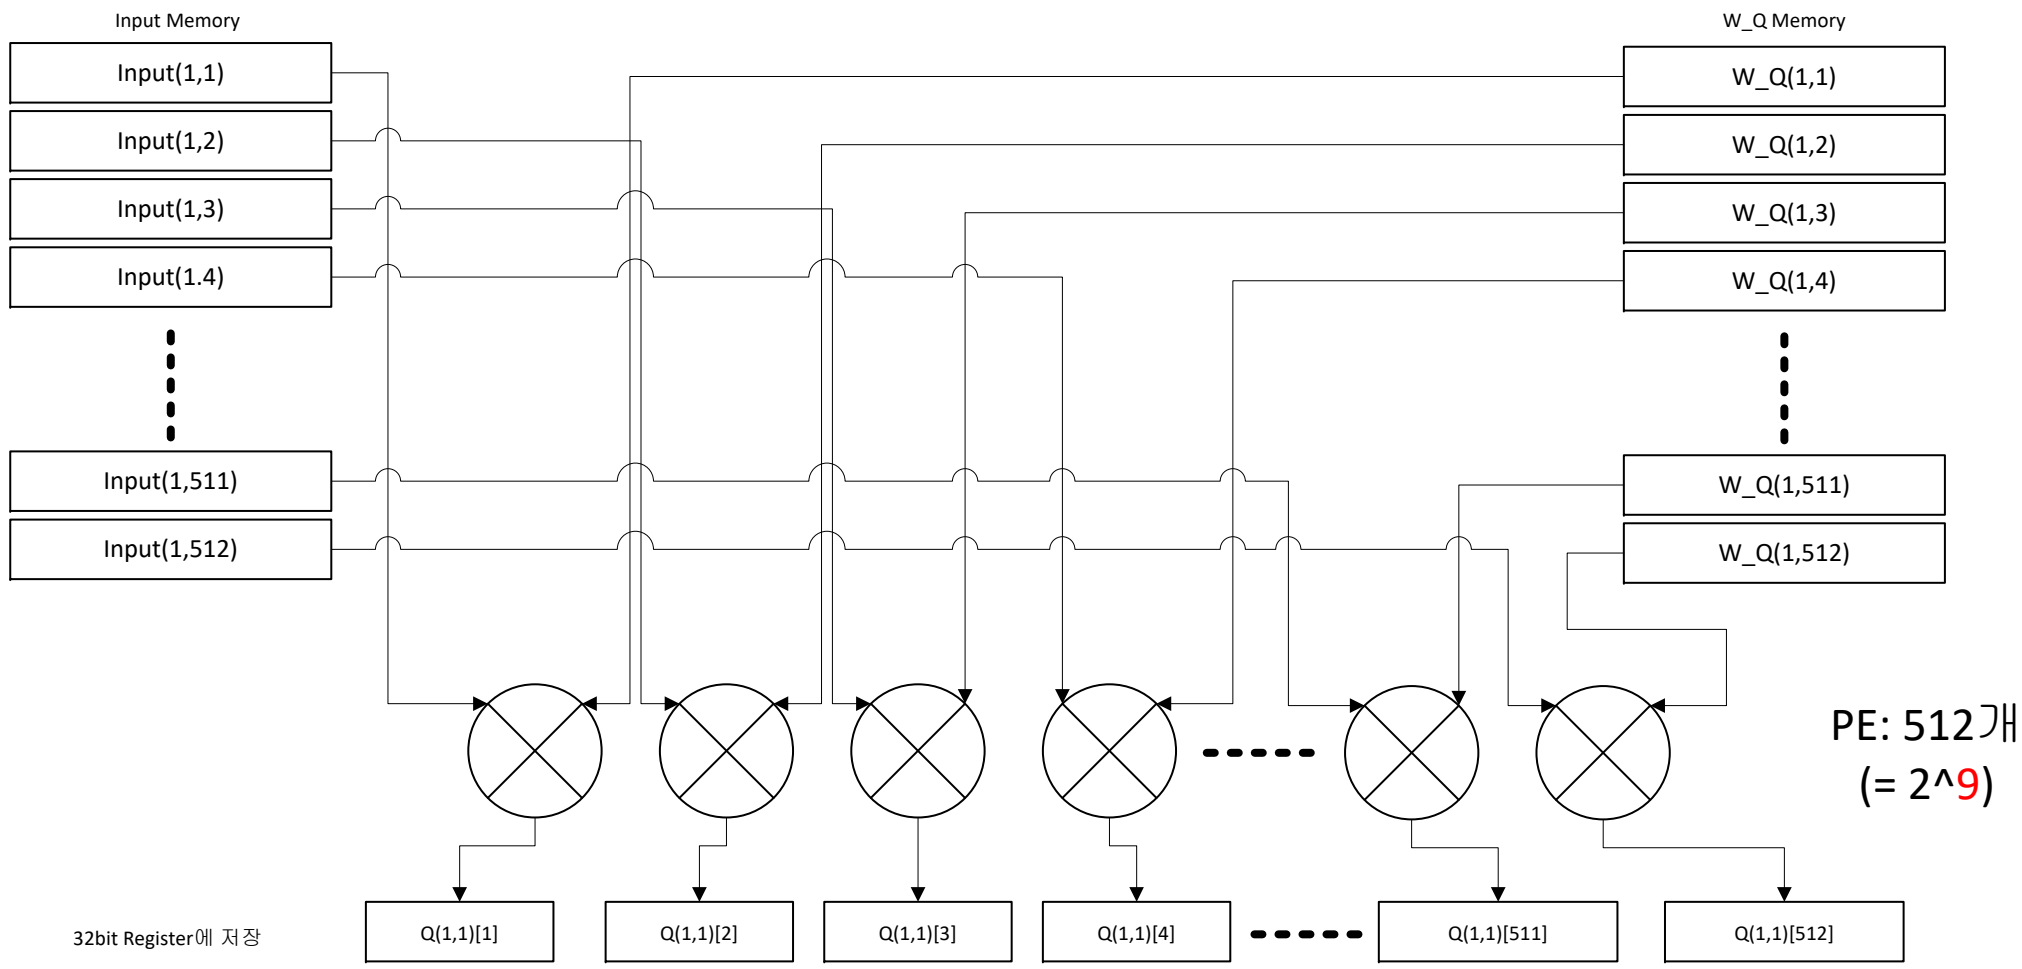 Input Memory
W_Q Memory
Input(1,1)
W_Q(1,1)
Input(1,2)
W_Q(1,2)
Input(1,3)
W_Q(1,3)
Input(1.4)
W_Q(1,4)
Input(1,511)
W_Q(1,511)
Input(1,512)
W_Q(1,512)
PE: 512개
(= 2^9)
32bit Register에 저장
Q(1,1)[1]
Q(1,1)[2]
Q(1,1)[3]
Q(1,1)[4]
Q(1,1)[511]
Q(1,1)[512]